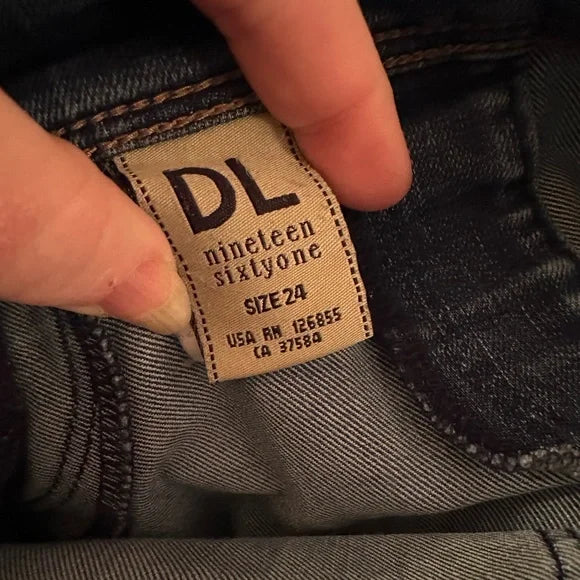 DL
nineteen
sixtyone
SIZE 24
USA RN 126855
CA 37584